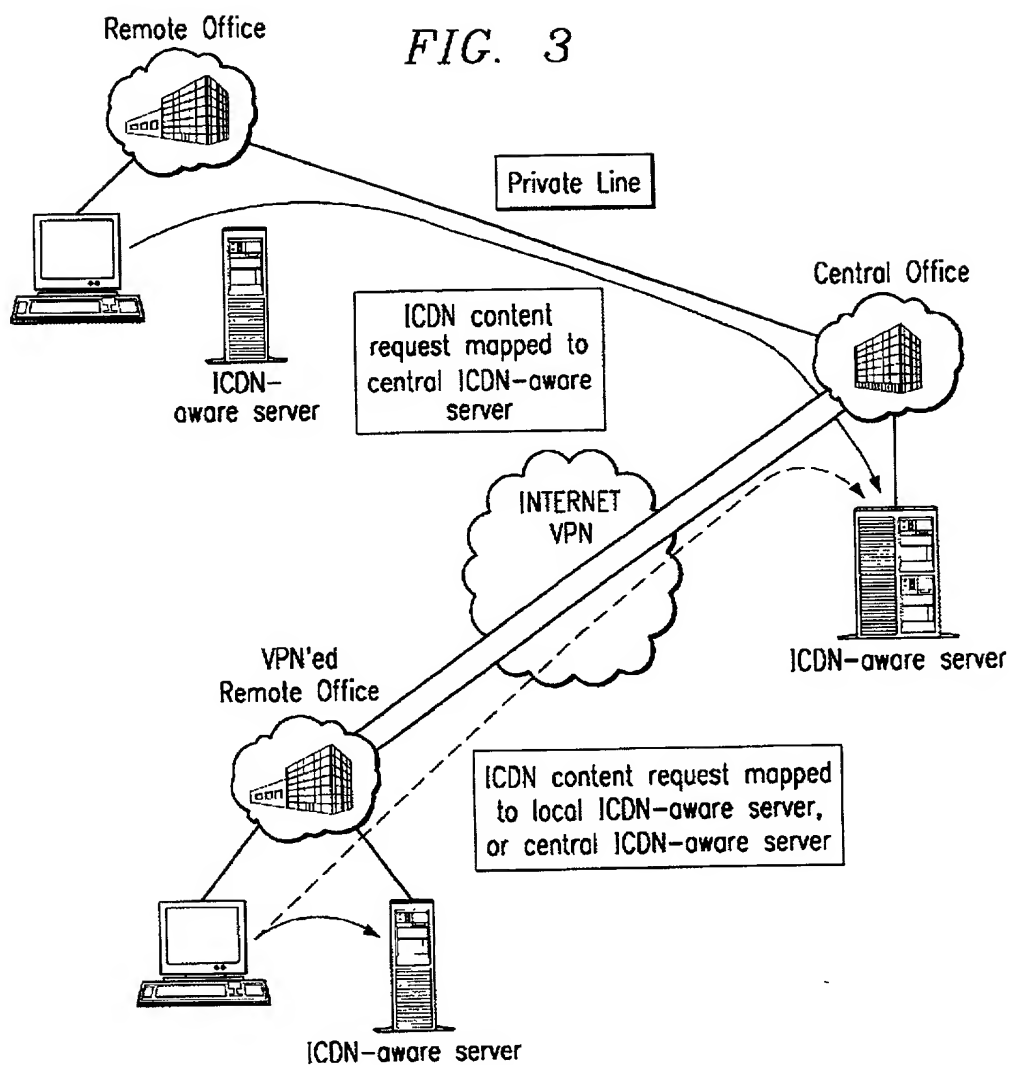 Remote Office
FIG. 3
Private Line
Central Office
ICDN content
request mapped to
central ICDN-aware
server
ICDN-
aware server
INTERNET
VPN
ICDN-aware server
VPN'ed
Remote Office
ICDN content request mapped
to local ICDN-aware server,
or central ICDN-aware server
ICDN-aware server